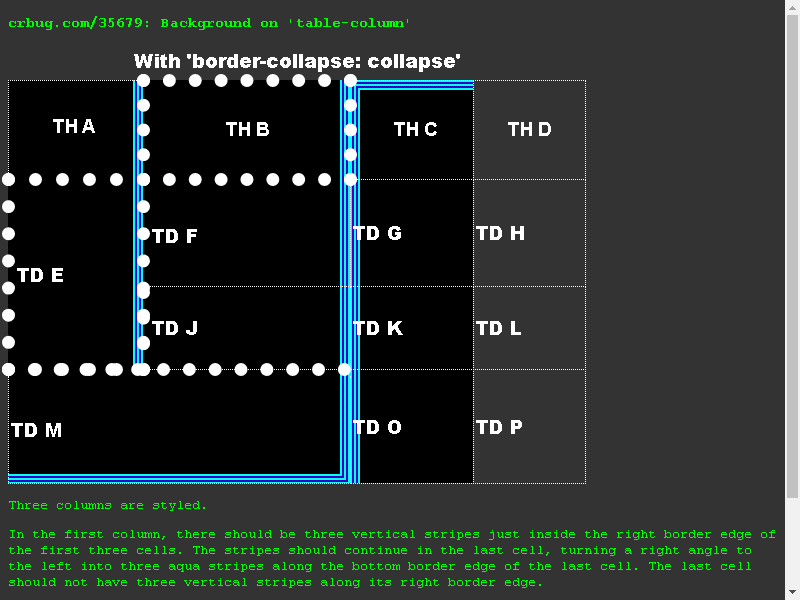 crbug.com/35679: Background on 'table-column'
With 'border-collapse: collapse'
TH A TH B TH C TH D
TD F TD G TD H
TD E
TD J TD K TD L
TD M TD O TD P
Three columns are styled.
In the first column, there should be three vertical stripes just inside the right border edge of
the first three cells. The stripes should continue in the last cell, turning a right angle to
the left into three aqua stripes along the bottom border edge of the last cell. The last cell
should not have three vertical stripes along its right border edge.